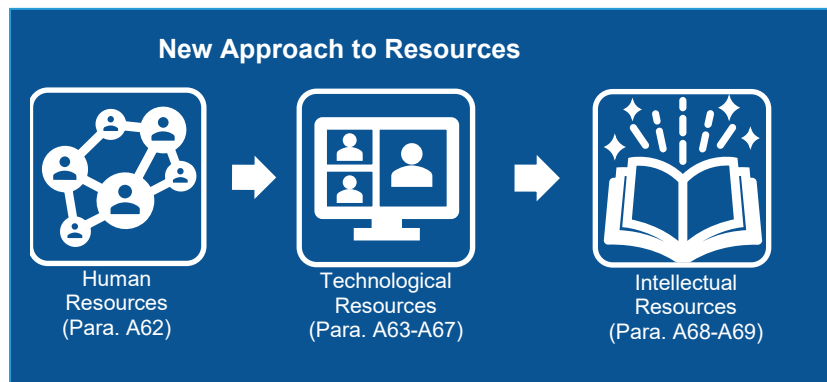 New Approach to Resources
Human
Resources
(Para. A62)
Technological
Resources
(Para. A63-A67)
Intellectual
Resources
(Para. A68-A69)